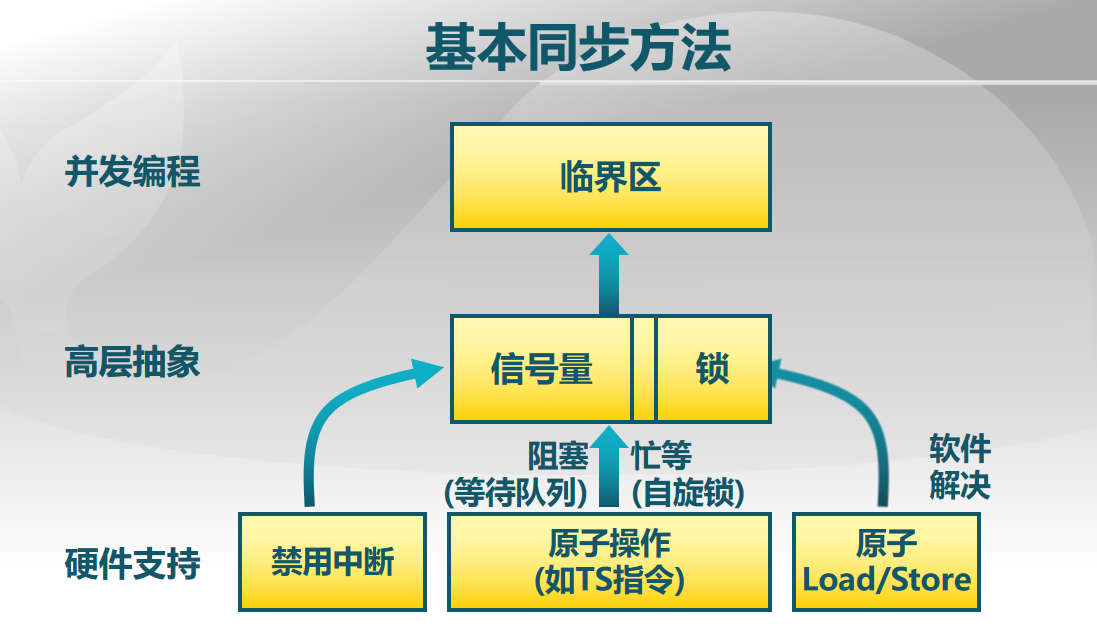 基本同步方法
并发编程
临界区
高层抽象
信号量
锁
阻塞
(等待队列)
忙等
(自旋锁)
软件
解决
硬件支持
禁用中断
原子操作
(如TS指令)
原子
Load/Store